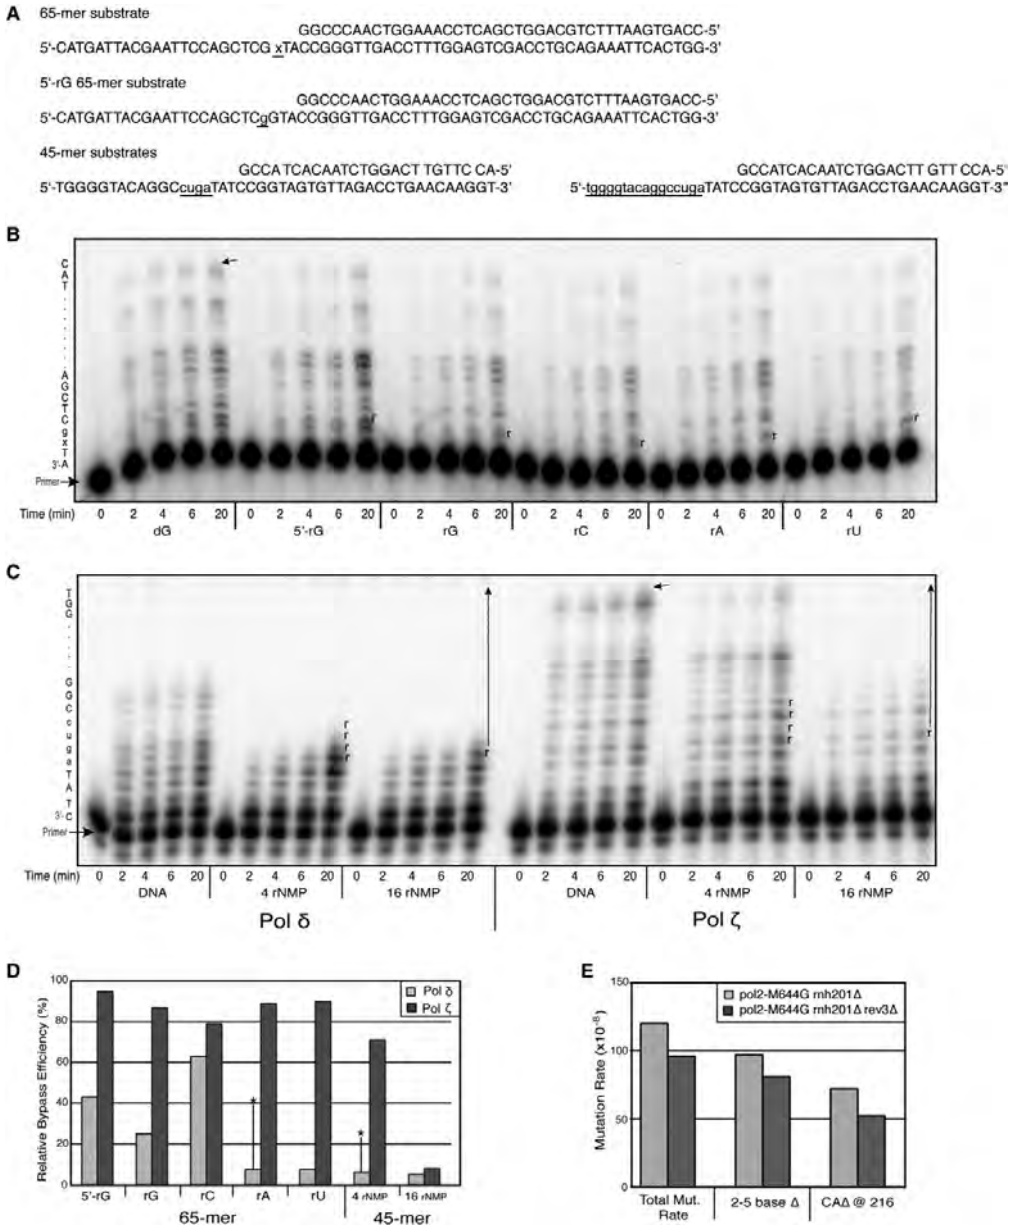 A
65-mer substrate
GGCCCAACTGGAAACCTCAGCTGGACGTCTTTAAGTGACC-5'
5'-CATGATTACGAATTCCAGCTCG xTACCGGGTTGACCTTTGGAGTCGACCTGCAGAAATTCACTGG-3'
5'-rG 65-mer substrate
GGCCCAACTGGAAACCTCAGCTGGACGTCTTTAAGTGACC-5'
5'-CATGATTACGAATTCCAGCTCgGTACCGGGTTGACCTTTGGAGTCGACCTGCAGAAATTCACTGG-3'
45-mer substrates
GCCATCACAATCTGGACT TGTTC CA-5'
5'-TGGGGTACAGGCcugaTATCCGGTAGTGTTAGACCTGAACAAGGT-3'
GCCATCACAATCTGGACTT GTT CCA-5'
5'-tggggtacaggccugaTATCCGGTAGTGTTAGACCTGAACAAGGT-3"
B
C
A
T
.
.
.
.
.
.
.
.
A
G
C
T
C
g
x
T
3'- A
Primer
r
r
r
r
r
Time (min)
0 2 4 6 20 0 2 4 6 20 0 2 4 6 20 0 2 4 6 20 0 2 4 6 20 0 2 4 6 20
dG 5'-rG rG rC rA rU
C
T
G
G
.
.
.
.
.
.
G
G
C
c
u
g
a
T
A
T
3'- C
Primer
r
r
r
r
r
r
r
r
r
r
Time (min)
0 2 4 6 20 0 2 4 6 20 0 2 4 6 20 0 2 4 6 20 0 2 4 6 20 0 2 4 6 20
DNA 4 rNMP 16 rNMP DNA 4 rNMP 16 rNMP
Pol δ Pol ζ
D
Relative Bypass Efficiency (%)
100
80
60
40
20
0
Pol δ
Pol ζ
*
*
5'-rG rG rC rA rU 4 rNMP 16 rNMP
65-mer 45-mer
E
Mutation Rate (x10⁻⁸)
150
100
50
0
pol2-M644G rnh201Δ
pol2-M644G rnh201Δ rev3Δ
Total Mut. Rate 2-5 base Δ CAΔ @ 216